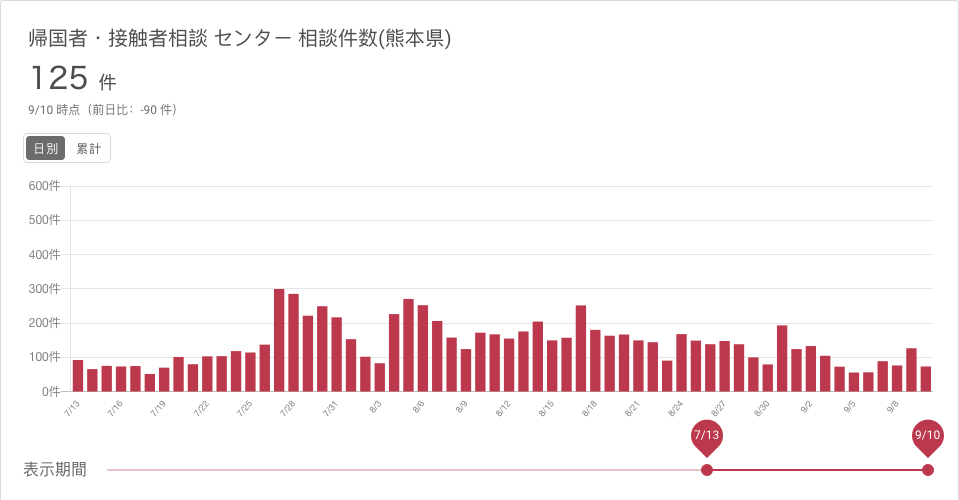 帰国者・接触者相談 センター 相談件数(熊本県)
125 件
9/10 時点（前日比：-90 件）
日別 累計
600件
500件
400件
300件
200件
100件
0件
7/13 7/16 7/19 7/22 7/25 7/28 7/31 8/3 8/6 8/9 8/12 8/15 8/18 8/21 8/24 8/27 8/30 9/2 9/5 9/8
7/13 9/10
表示期間